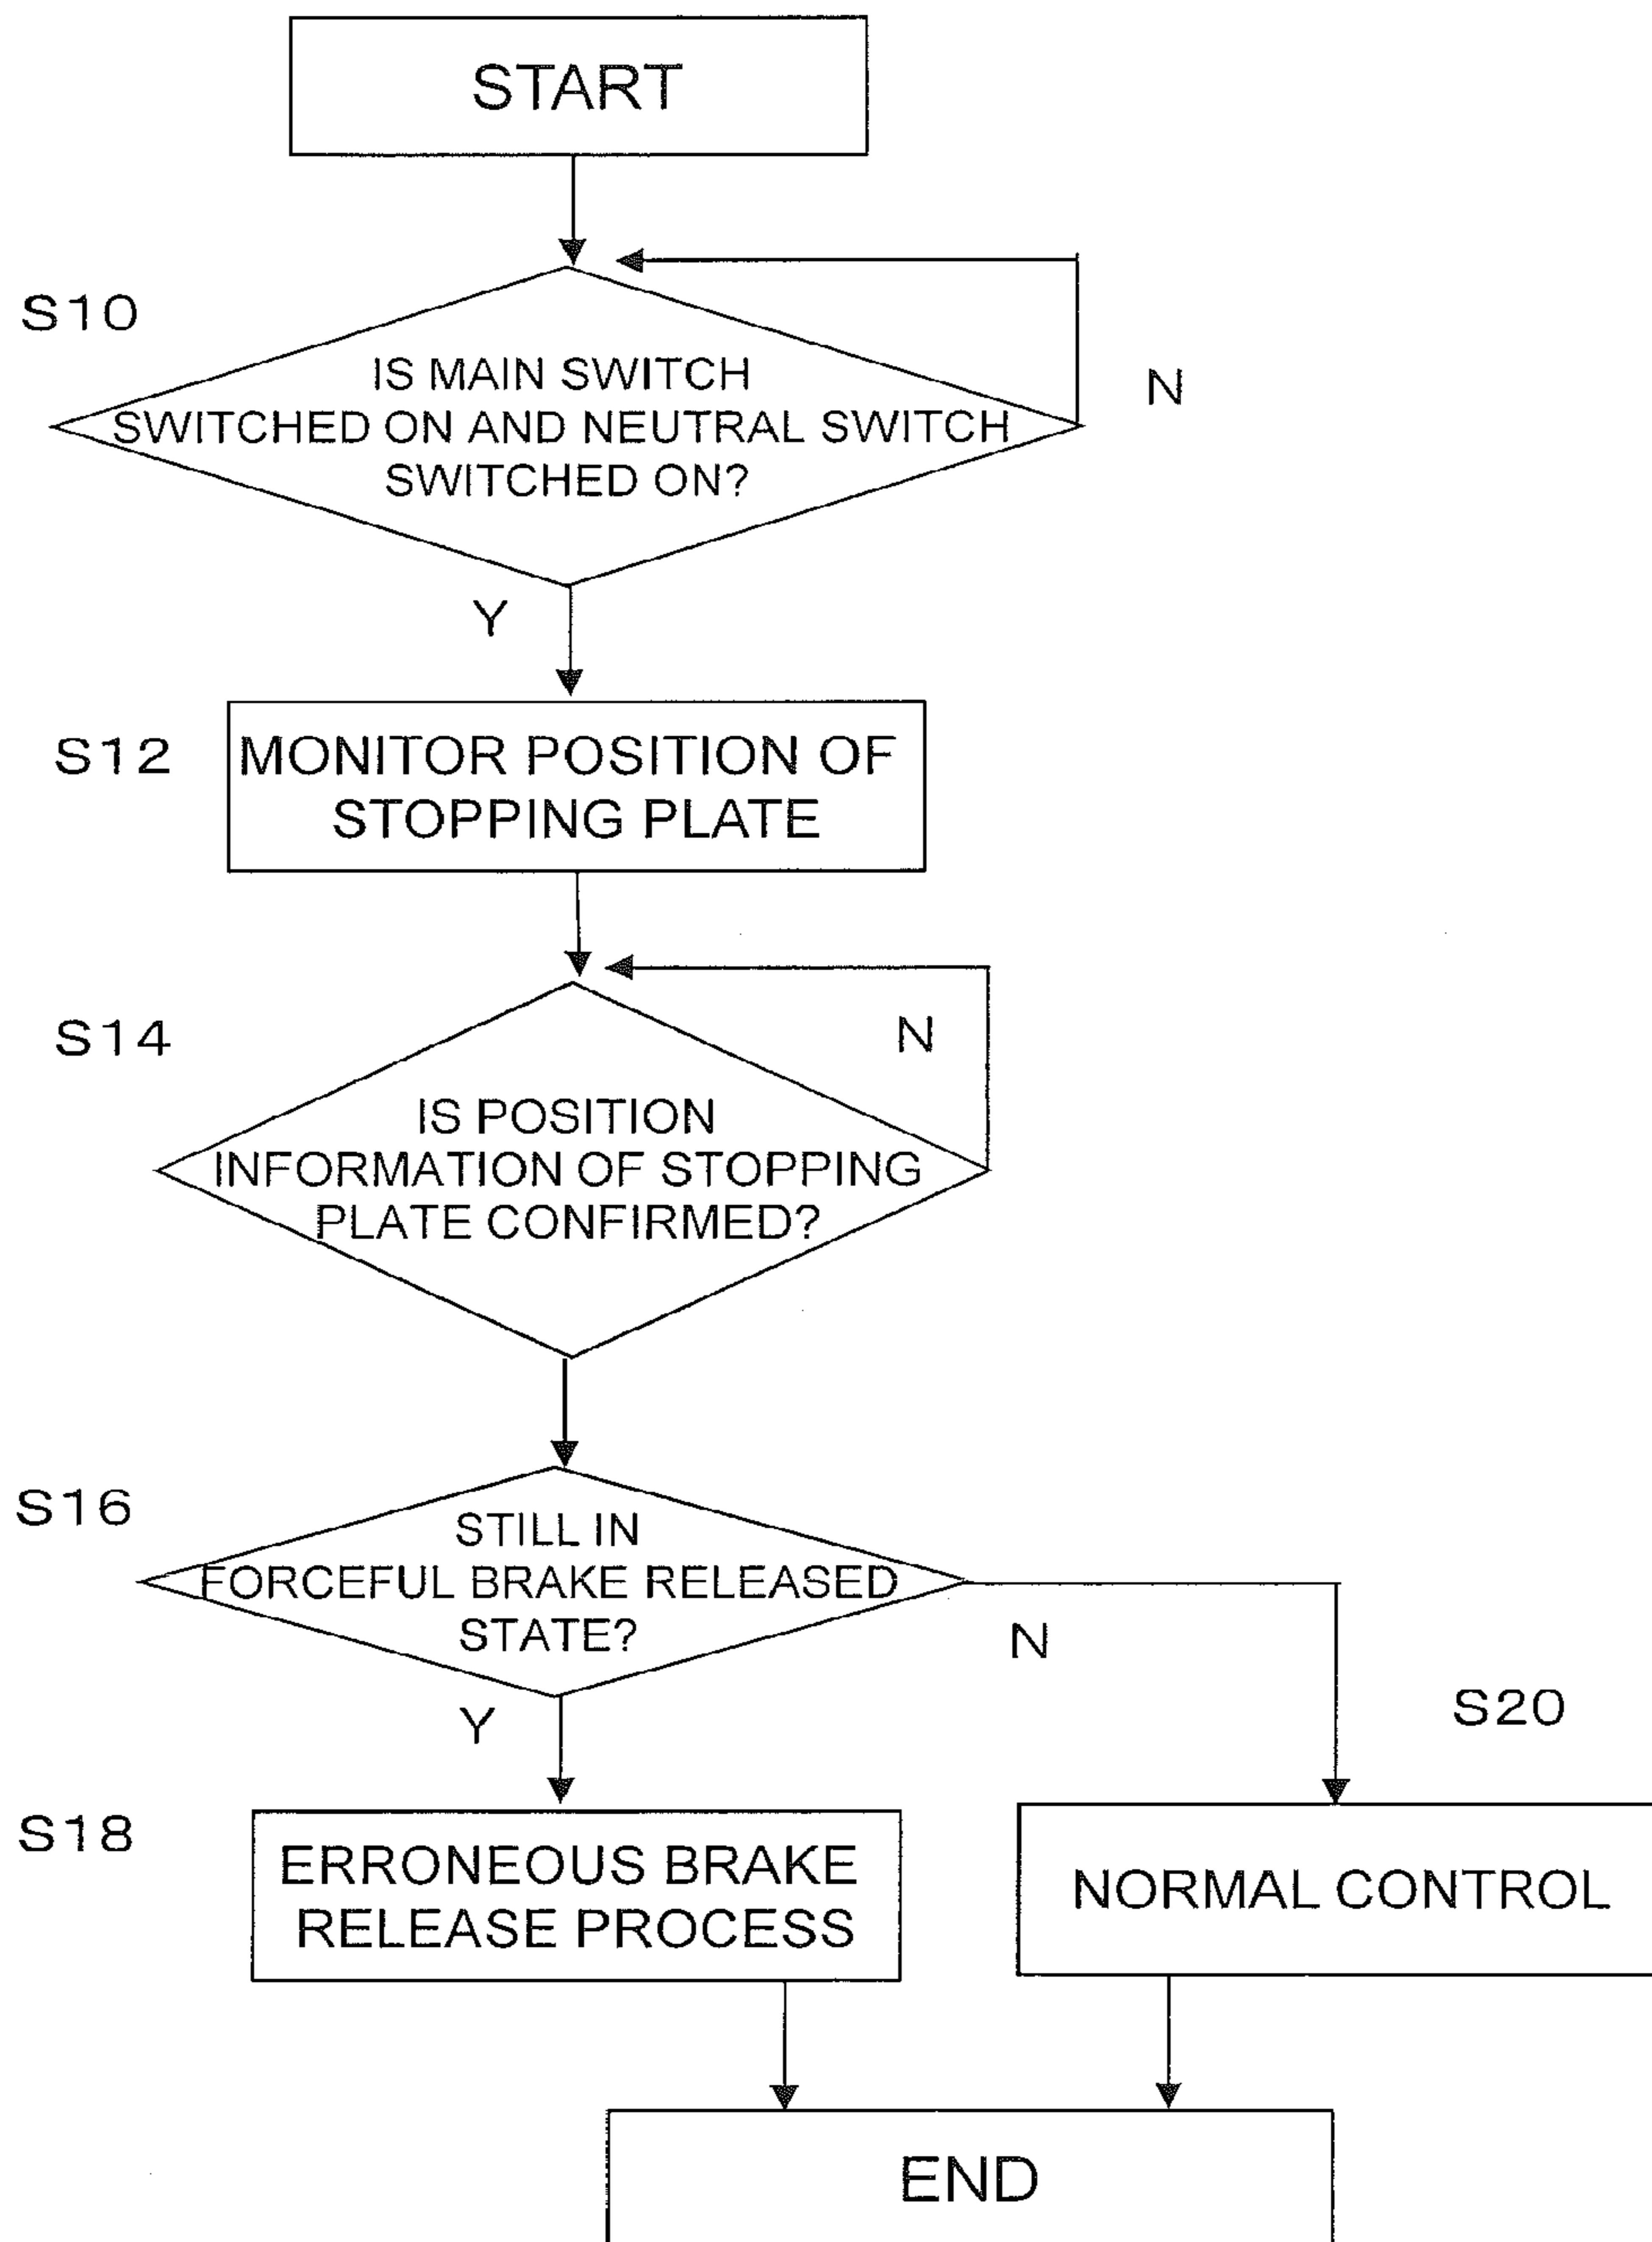 START
S10
IS MAIN SWITCH
SWITCHED ON AND NEUTRAL SWITCH
SWITCHED ON?
N
Y
S12
MONITOR POSITION OF
STOPPING PLATE
S14
N
IS POSITION
INFORMATION OF STOPPING
PLATE CONFIRMED?
S16
STILL IN
FORCEFUL BRAKE RELEASED
STATE?
N
Y
S20
S18
ERRONEOUS BRAKE
RELEASE PROCESS
NORMAL CONTROL
END